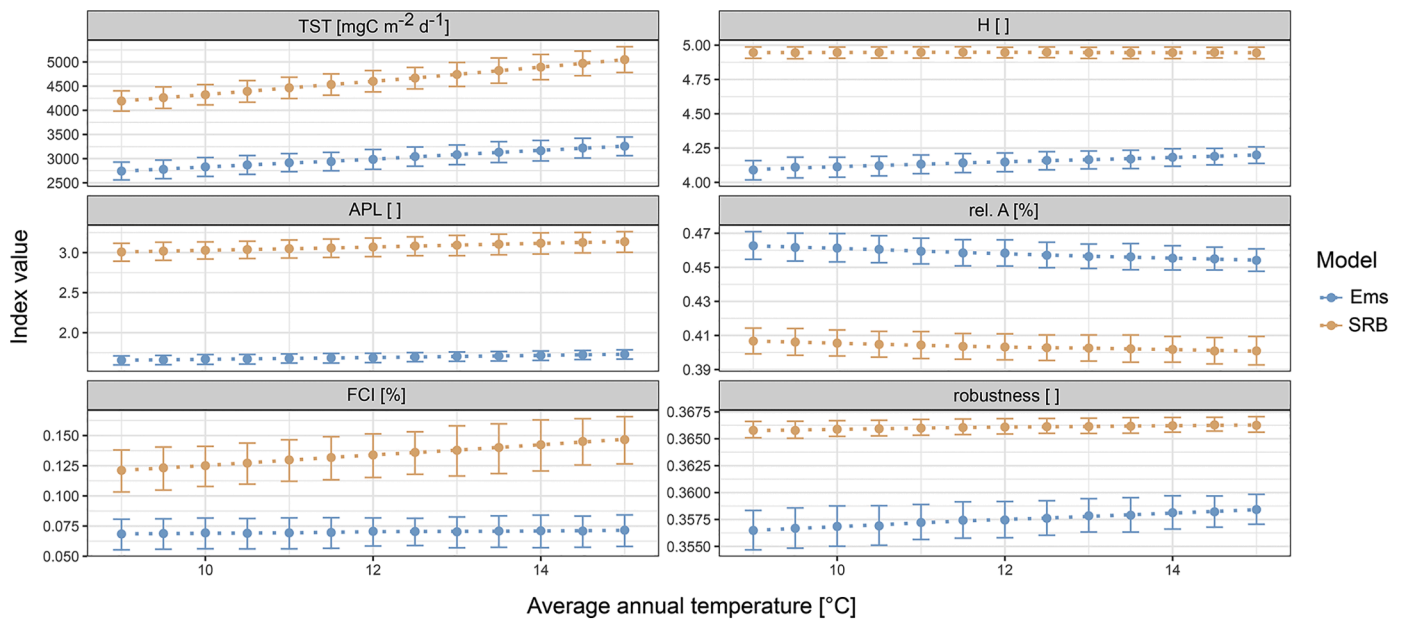 TST [mgC m⁻² d⁻¹]
5000
4500
4000
3500
3000
2500
H [ ]
5.00
4.75
4.50
4.25
4.00
APL [ ]
3.0
2.5
2.0
rel. A [%]
0.47
0.45
0.43
0.41
0.39
FCI [%]
0.150
0.125
0.100
0.075
0.050
robustness [ ]
0.3675
0.3650
0.3625
0.3600
0.3575
0.3550
10 12 14
10 12 14
Index value
Average annual temperature [°C]
Model
Ems
SRB